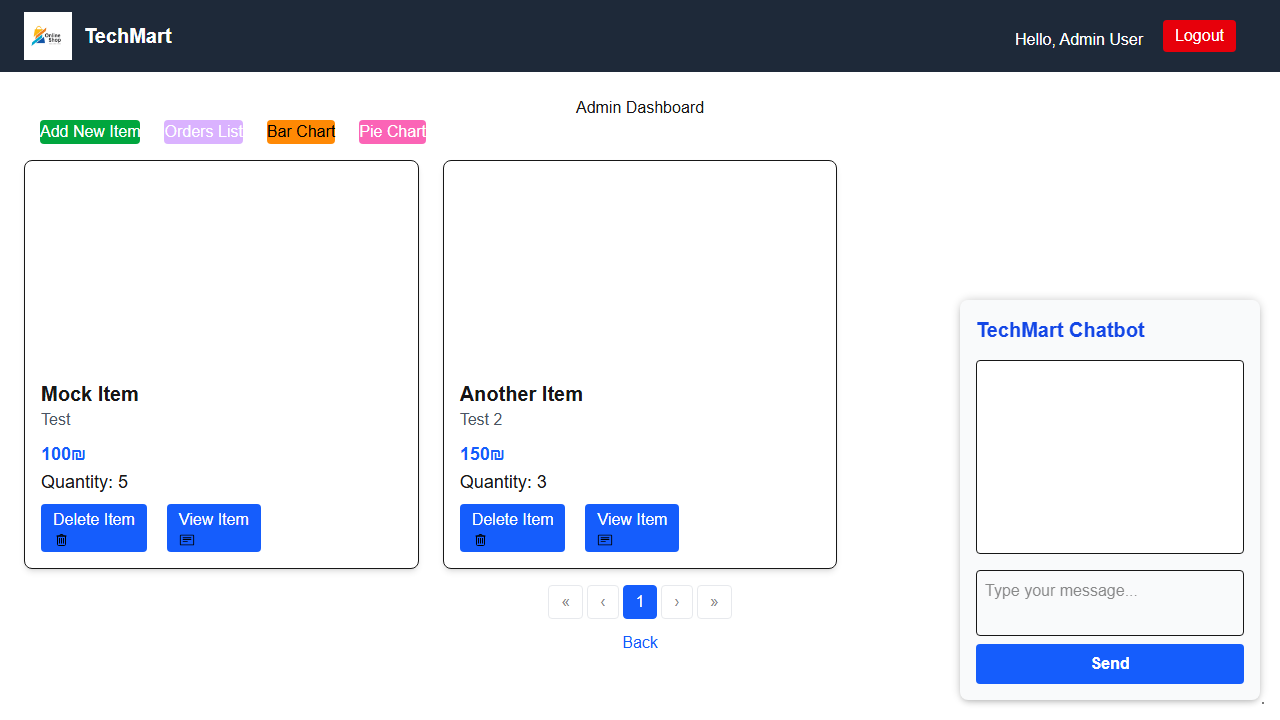 Online
Shop
TechMart
Hello, Admin User
Logout
Admin Dashboard
Add New Item
Orders List
Bar Chart
Pie Chart
Mock Item
Test
100₪
Quantity: 5
Delete Item
View Item
Another Item
Test 2
150₪
Quantity: 3
Delete Item
View Item
« ‹ 1 › »
Back
TechMart Chatbot
Type your message...
Send
.